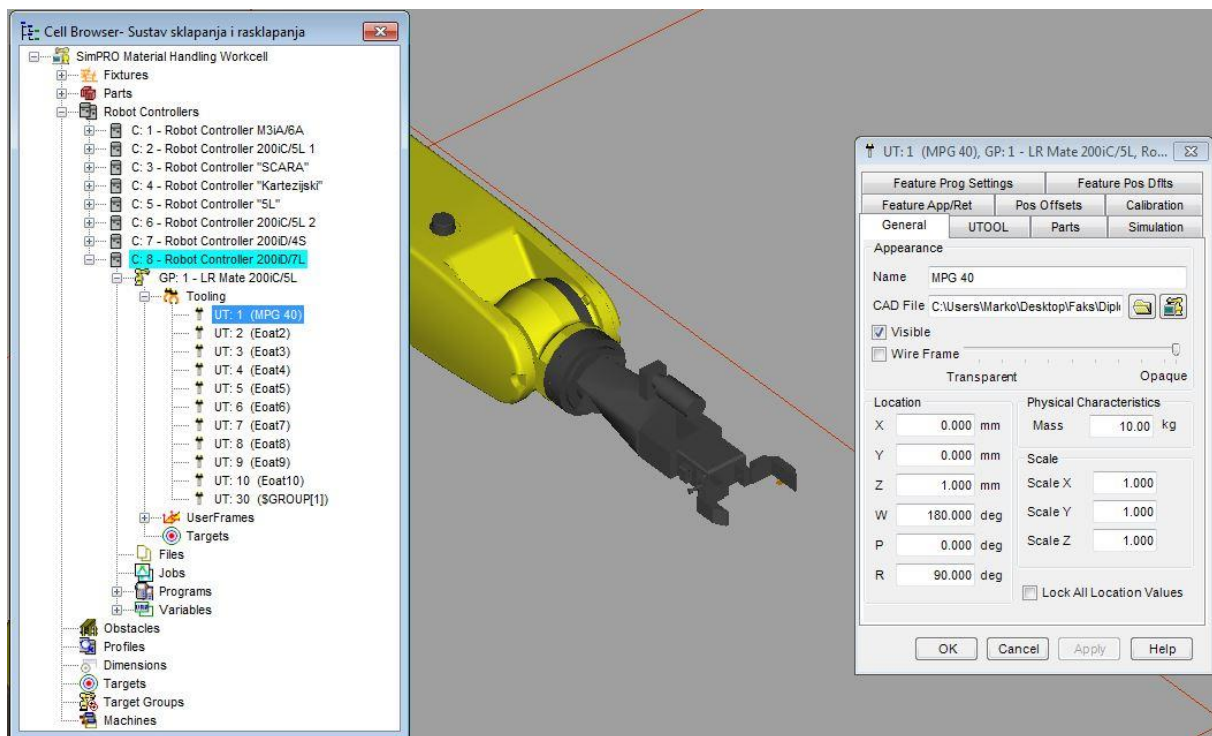 Cell Browser- Sustav sklapanja i rasklapanja
SimPRO Material Handling Workcell
Fixtures
Parts
Robot Controllers
C: 1 - Robot Controller M3iA/6A
C: 2 - Robot Controller 200iC/5L 1
C: 3 - Robot Controller "SCARA"
C: 4 - Robot Controller "Kartezijski"
C: 5 - Robot Controller "5L"
C: 6 - Robot Controller 200iC/5L 2
C: 7 - Robot Controller 200iD/4S
C: 8 - Robot Controller 200iD/7L
GP: 1 - LR Mate 200iC/5L
Tooling
UT: 1 (MPG 40)
UT: 2 (Eoat2)
UT: 3 (Eoat3)
UT: 4 (Eoat4)
UT: 5 (Eoat5)
UT: 6 (Eoat6)
UT: 7 (Eoat7)
UT: 8 (Eoat8)
UT: 9 (Eoat9)
UT: 10 (Eoat10)
UT: 30 ($GROUP[1])
UserFrames
Targets
Files
Jobs
Programs
Variables
Obstacles
Profiles
Dimensions
Targets
Target Groups
Machines
UT: 1 (MPG 40), GP: 1 - LR Mate 200iC/5L, Ro...
Feature Prog Settings Feature Pos Dflts
Feature App/Ret Pos Offsets Calibration
General UTOOL Parts Simulation
Appearance
Name MPG 40
CAD File C:\Users\Marko\Desktop\Faks\Dipl
Visible
Wire Frame
Transparent Opaque
Location Physical Characteristics
X 0.000 mm Mass 10.00 kg
Y 0.000 mm Scale
Z 1.000 mm Scale X 1.000
W 180.000 deg Scale Y 1.000
P 0.000 deg Scale Z 1.000
R 90.000 deg Lock All Location Values
OK Cancel Apply Help